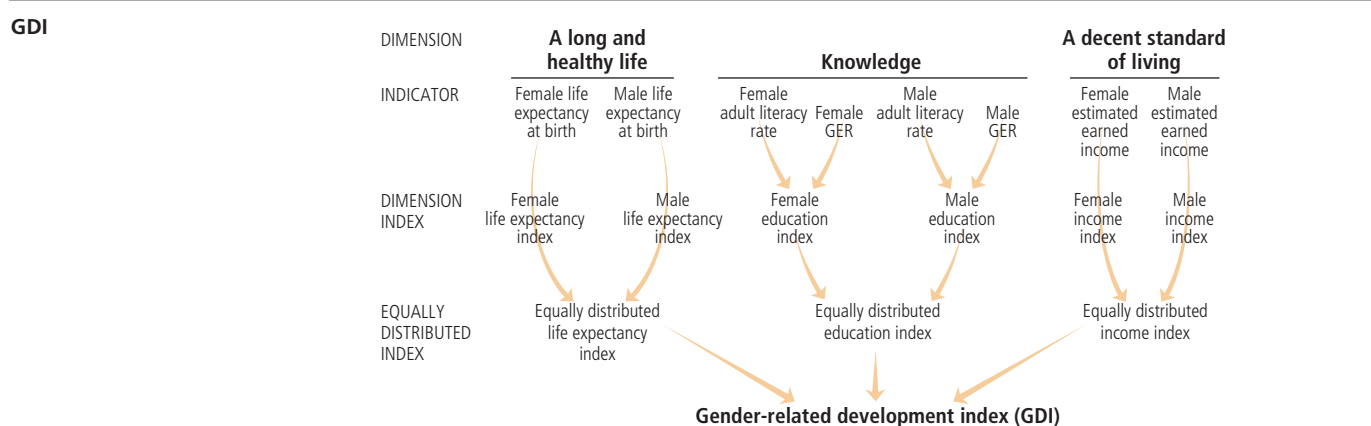 GDI
DIMENSION
A long and
healthy life
Knowledge
A decent standard
of living
INDICATOR
Female life
expectancy
at birth
Male life
expectancy
at birth
Female
adult literacy
rate
Female
GER
Male
adult literacy
rate
Male
GER
Female
estimated
earned
income
Male
estimated
earned
income
DIMENSION
INDEX
Female
life expectancy
index
Male
life expectancy
index
Female
education
index
Male
education
index
Female
income
index
Male
income
index
EQUALLY
DISTRIBUTED
INDEX
Equally distributed
life expectancy
index
Equally distributed
education index
Equally distributed
income index
Gender-related development index (GDI)